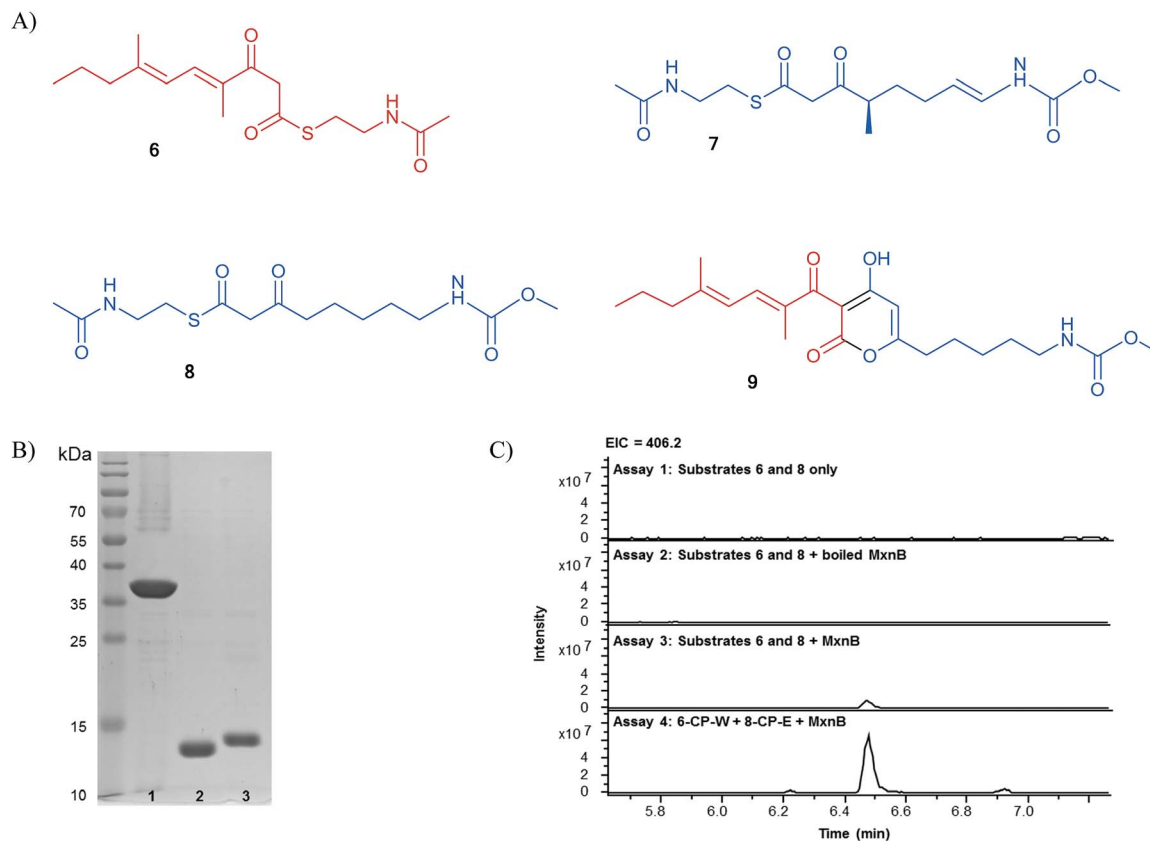 A)
O
O
S
N
H
O
6
O
N
H
S
O
O
H
N
O
O
7
O
N
H
S
O
O
H
N
O
O
8
O
OH
O
O
H
N
O
O
9
B)
kDa
70
55
40
35
25
15
10
1 2 3
C)
EIC = 406.2
Assay 1: Substrates 6 and 8 only
x10 7
4
2
0
Assay 2: Substrates 6 and 8 + boiled MxnB
x10 7
4
2
0
Assay 3: Substrates 6 and 8 + MxnB
x10 7
4
2
0
Assay 4: 6-CP-W + 8-CP-E + MxnB
x10 7
4
2
0
Intensity
5.8 6.0 6.2 6.4 6.6 6.8 7.0
Time (min)